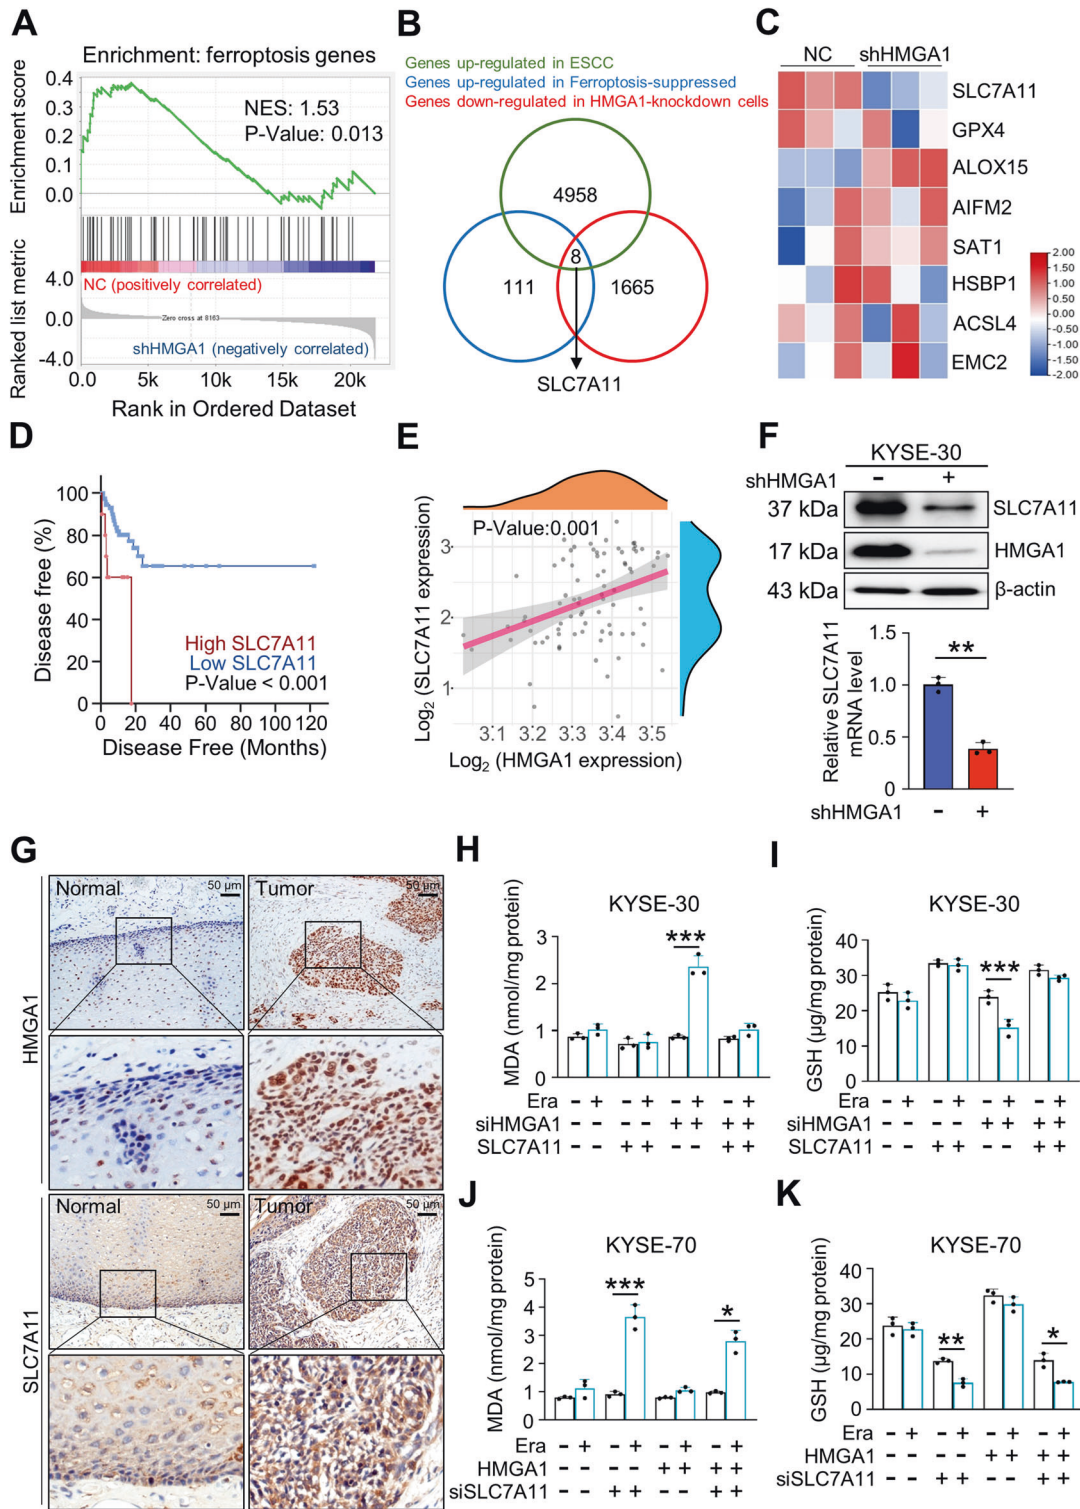 A
Enrichment: ferroptosis genes
Enrichment score
0.4
0.3
0.2
0.1
0.0
NES: 1.53
P-Value: 0.013
Ranked list metric
4.0
0.0
-4.0
NC (positively correlated)
Zero cross at 8163
shHMGA1 (negatively correlated)
0.0 5k 10k 15k 20k
Rank in Ordered Dataset
B
Genes up-regulated in ESCC
Genes up-regulated in Ferroptosis-suppressed
Genes down-regulated in HMGA1-knockdown cells
4958
8
111 1665
SLC7A11
C
NC shHMGA1
SLC7A11
GPX4
ALOX15
AIFM2
SAT1
HSBP1
ACSL4
EMC2
2.00
1.50
1.00
0.50
0.00
-0.50
-1.00
-1.50
-2.00
D
Disease free (%)
100
80
60
40
20
0
High SLC7A11
Low SLC7A11
P-Value < 0.001
0 20 40 60 80 100 120
Disease Free (Months)
E
P-Value:0.001
Log2 (SLC7A11 expression)
3
2
1
3.1 3.2 3.3 3.4 3.5
Log2 (HMGA1 expression)
F
KYSE-30
shHMGA1 - +
37 kDa SLC7A11
17 kDa HMGA1
43 kDa β-actin
Relative SLC7A11
mRNA level
1.5
1.0
0.5
0
**
shHMGA1 - +
G
HMGA1
Normal 50 µm
Tumor 50 µm
SLC7A11
Normal 50 µm
Tumor 50 µm
H
KYSE-30
MDA (nmol/mg protein)
3
2
1
0
***
Era - + - + - + - +
siHMGA1 - - - - + + + +
SLC7A11 - - + + - - + +
I
KYSE-30
GSH (µg/mg protein)
40
30
20
10
0
***
Era - + - + - + - +
siHMGA1 - - - - + + + +
SLC7A11 - - + + - - + +
J
KYSE-70
MDA (nmol/mg protein)
5
4
3
2
1
0
***
*
Era - + - + - + - +
HMGA1 - - - - + + + +
siSLC7A11 - - + + - - + +
K
KYSE-70
GSH (µg/mg protein)
40
30
20
10
0
**
*
Era - + - + - + - +
HMGA1 - - - - + + + +
siSLC7A11 - - + + - - + +